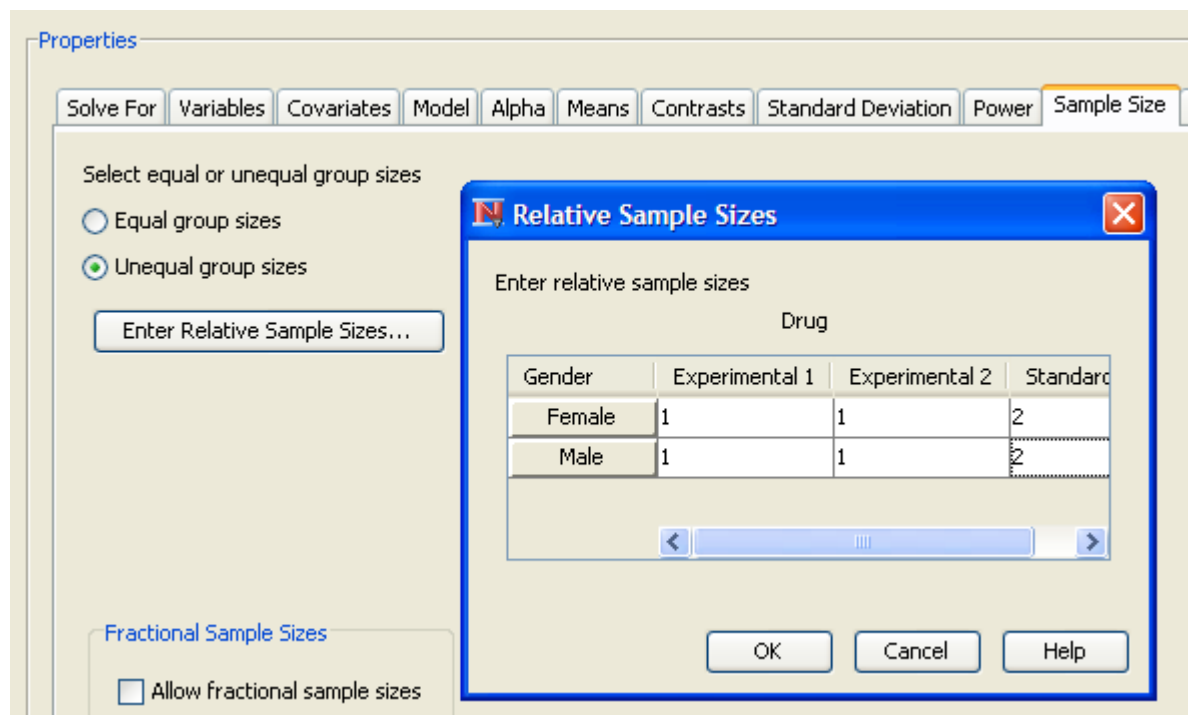 Properties
Solve For Variables Covariates Model Alpha Means Contrasts Standard Deviation Power Sample Size
Select equal or unequal group sizes
Equal group sizes
Unequal group sizes
Enter Relative Sample Sizes...
Relative Sample Sizes
Enter relative sample sizes
Drug
Gender Experimental 1 Experimental 2 Standard
Female 1 1 2
Male 1 1 2
OK Cancel Help
Fractional Sample Sizes
Allow fractional sample sizes